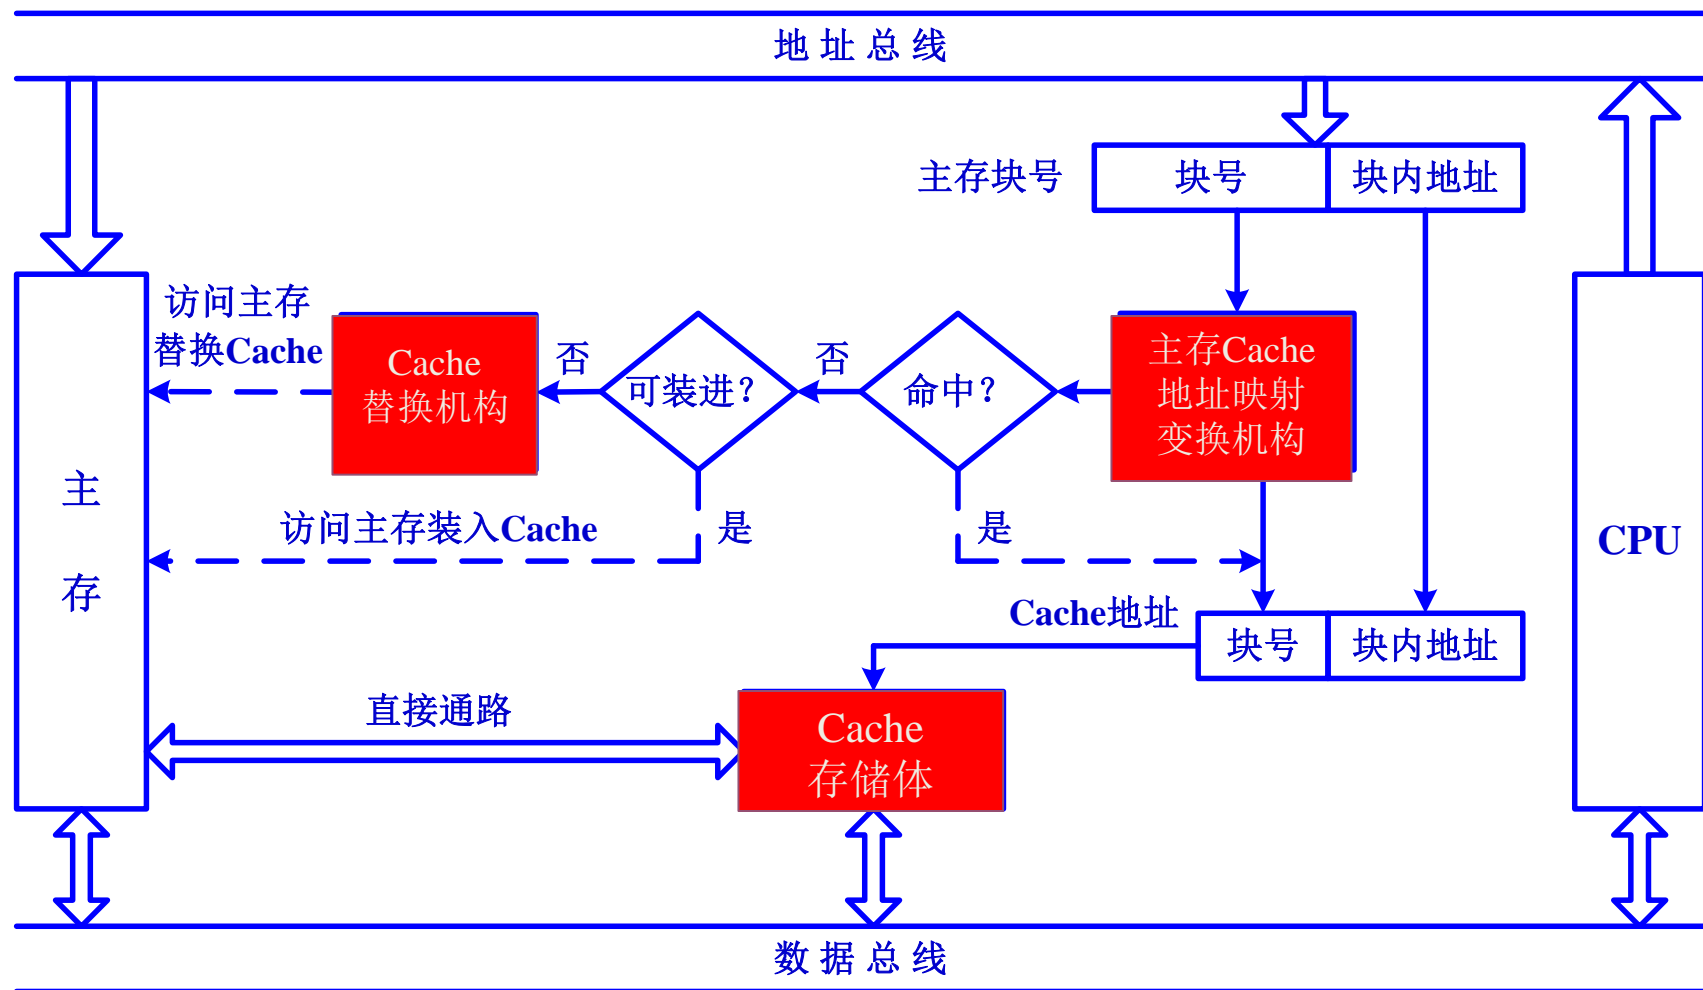 地址总线
主存块号
块号
块内地址
访问主存
替换Cache
Cache
替换机构
否
可装进？
否
命中？
主存Cache
地址映射
变换机构
主
存
访问主存装入Cache
是
是
CPU
Cache地址
块号
块内地址
直接通路
Cache
存储体
数据总线